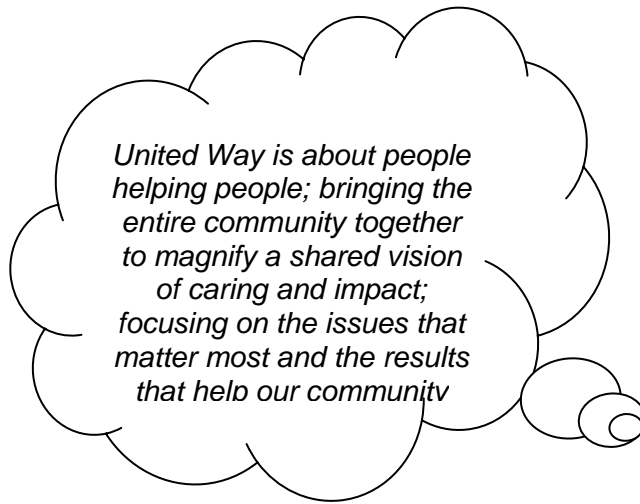 United Way is about people
helping people; bringing the
entire community together
to magnify a shared vision
of caring and impact;
focusing on the issues that
matter most and the results
that help our community